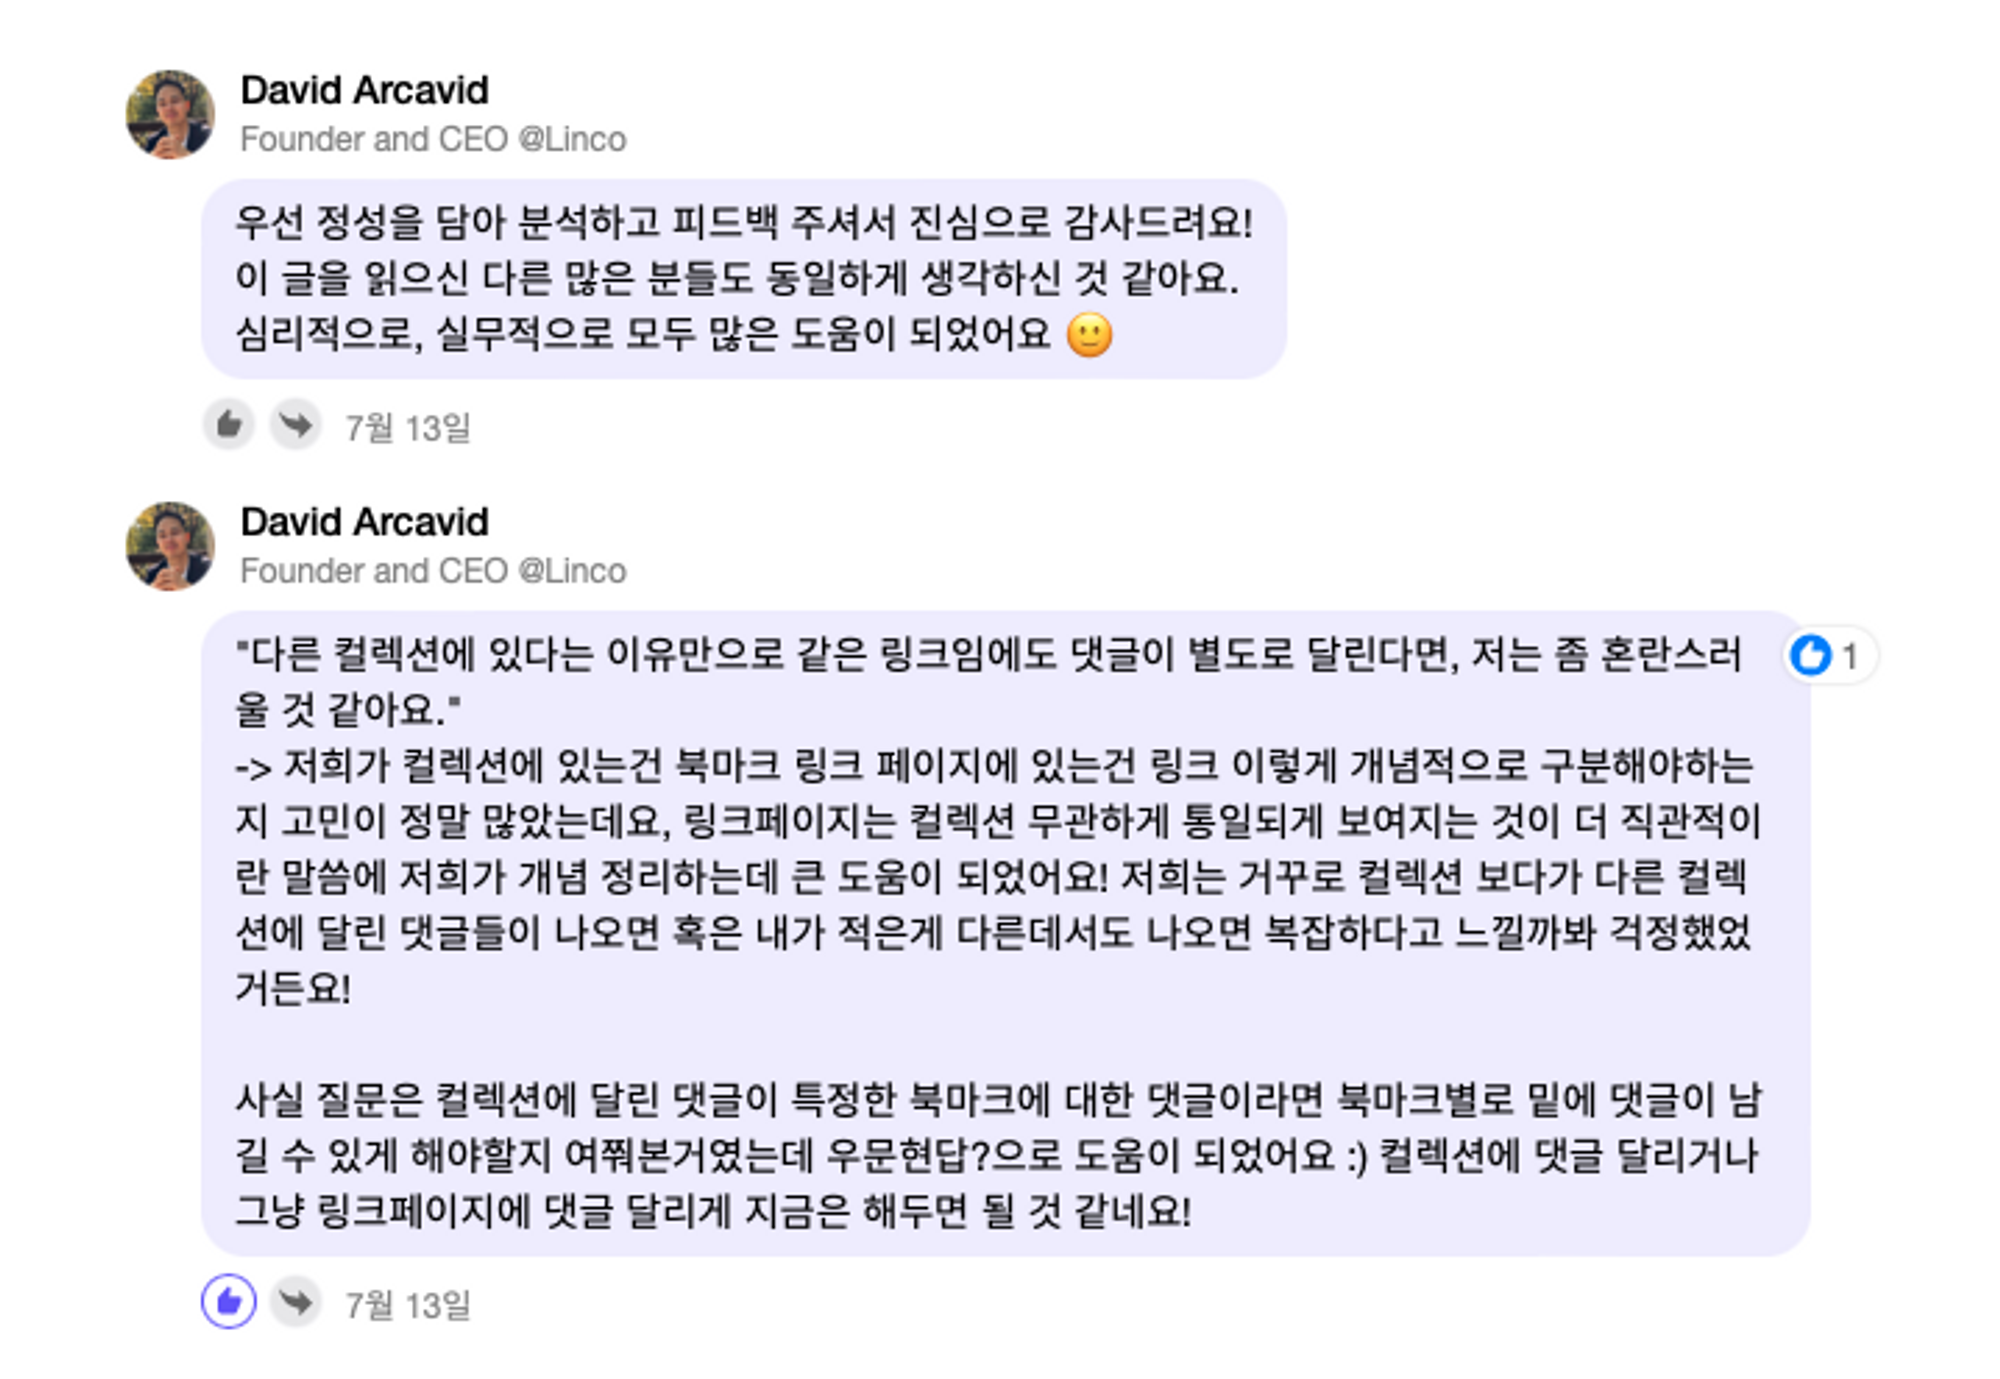 David Arcavid
Founder and CEO @Linco
우선 정성을 담아 분석하고 피드백 주셔서 진심으로 감사드려요!
이 글을 읽으신 다른 많은 분들도 동일하게 생각하신 것 같아요.
심리적으로, 실무적으로 모두 많은 도움이 되었어요 🙂
7월 13일
David Arcavid
Founder and CEO @Linco
"다른 컬렉션에 있다는 이유만으로 같은 링크임에도 댓글이 별도로 달린다면, 저는 좀 혼란스러
1
울 것 같아요."
-> 저희가 컬렉션에 있는건 북마크 링크 페이지에 있는건 링크 이렇게 개념적으로 구분해야하는
지 고민이 정말 많았는데요, 링크페이지는 컬렉션 무관하게 통일되게 보여지는 것이 더 직관적이
란 말씀에 저희가 개념 정리하는데 큰 도움이 되었어요! 저희는 거꾸로 컬렉션 보다가 다른 컬렉
션에 달린 댓글들이 나오면 혹은 내가 적은게 다른데서도 나오면 복잡하다고 느낄까봐 걱정했었
거든요!
사실 질문은 컬렉션에 달린 댓글이 특정한 북마크에 대한 댓글이라면 북마크별로 밑에 댓글이 남
길 수 있게 해야할지 여쭤본거였는데 우문현답?으로 도움이 되었어요 :) 컬렉션에 댓글 달리거나
그냥 링크페이지에 댓글 달리게 지금은 해두면 될 것 같네요!
7월 13일